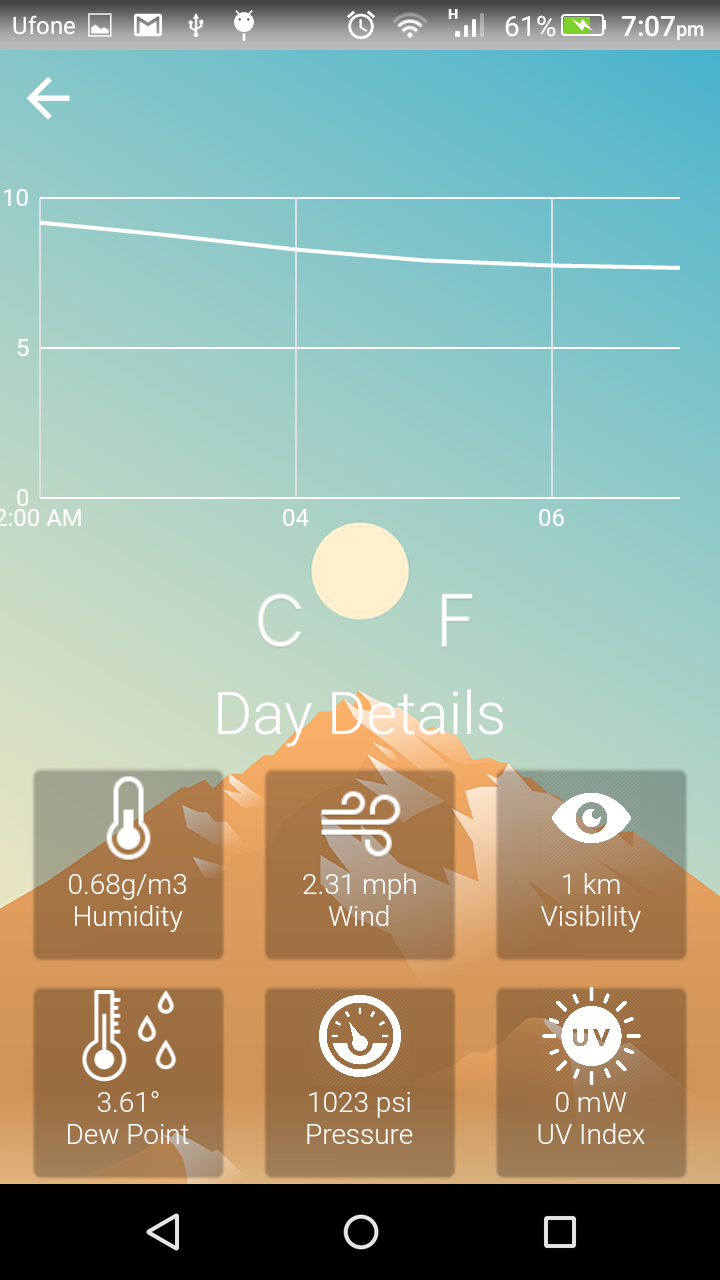 Ufone H 61% 7:07pm
10
5
0
2:00 AM 04 06
C F
Day Details
0.68g/m3 2.31 mph 1 km
Humidity Wind Visibility
UV
3.61° 1023 psi 0 mW
Dew Point Pressure UV Index